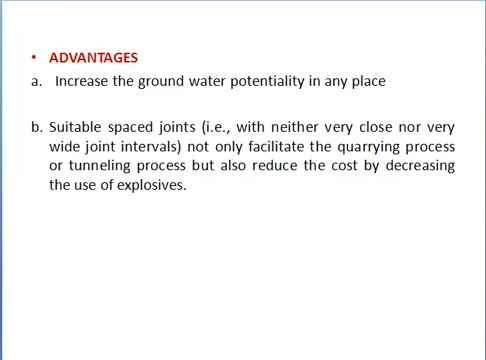 • ADVANTAGES
a. Increase the ground water potentiality in any place
b. Suitable spaced joints (i.e., with neither very close nor very
wide joint intervals) not only facilitate the quarrying process
or tunneling process but also reduce the cost by decreasing
the use of explosives.